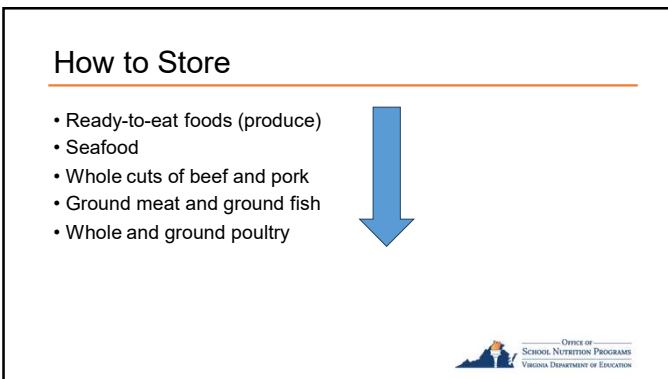 How to Store
• Ready-to-eat foods (produce)
• Seafood
• Whole cuts of beef and pork
• Ground meat and ground fish
• Whole and ground poultry
OFFICE OF
SCHOOL NUTRITION PROGRAMS
VIRGINIA DEPARTMENT OF EDUCATION